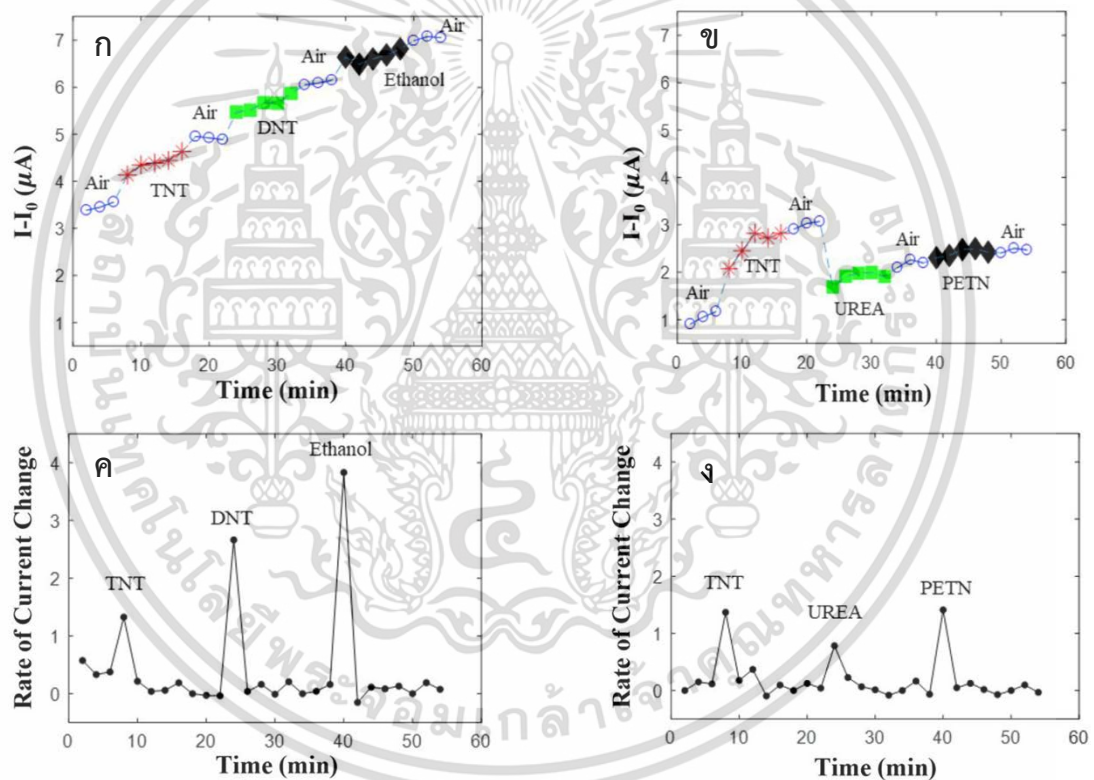 ก
7
6
5
4
3
2
1
I-I0 (μA)
Air
TNT
Air
DNT
Air
Ethanol
Air
0 10 20 30 40 50 60
Time (min)
ข
7
6
5
4
3
2
1
I-I0 (μA)
Air
TNT
Air
UREA
Air
PETN
Air
0 10 20 30 40 50 60
Time (min)
ค
4
3
2
1
0
Rate of Current Change
TNT
DNT
Ethanol
0 10 20 30 40 50 60
Time (min)
ง
4
3
2
1
0
Rate of Current Change
TNT
UREA
PETN
0 10 20 30 40 50 60
Time (min)